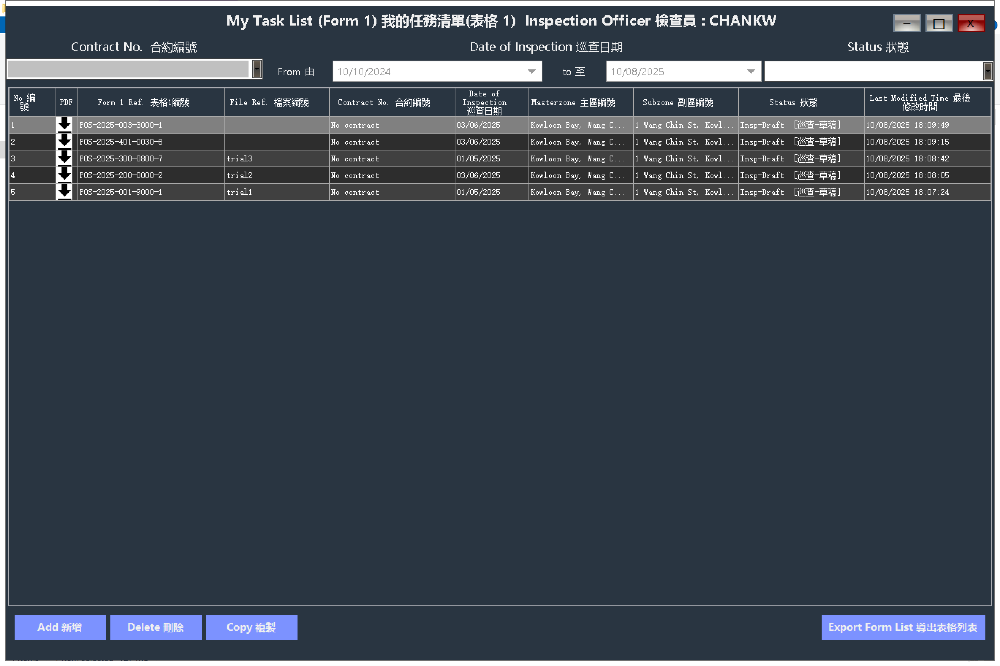 My Task List (Form 1) 我的任務清單(表格 1)  Inspection Officer 檢查員 : CHANKW
Contract No. 合約編號
Date of Inspection 巡查日期
Status 狀態
From 由
10/10/2024
to 至
10/08/2025
No 編號 PDF Form 1 Ref. 表格1編號 File Ref. 檔案編號 Contract No. 合約編號 Date of Inspection 巡查日期 Masterzone 主區編號 Subzone 副區編號 Status 狀態 Last Modified Time 最後修改時間
1 POS-2025-003-3000-1 No contract 03/06/2025 Kowloon Bay, Wang C... 1 Wang Chin St, Kowl... Insp-Draft [巡查-草稿] 10/08/2025 18:09:49
2 POS-2025-401-0030-8 No contract 03/06/2025 Kowloon Bay, Wang C... 1 Wang Chin St, Kowl... Insp-Draft [巡查-草稿] 10/08/2025 18:09:15
3 POS-2025-300-0800-7 trial3 No contract 01/05/2025 Kowloon Bay, Wang C... 1 Wang Chin St, Kowl... Insp-Draft [巡查-草稿] 10/08/2025 18:08:42
4 POS-2025-200-0000-2 trial2 No contract 03/06/2025 Kowloon Bay, Wang C... 1 Wang Chin St, Kowl... Insp-Draft [巡查-草稿] 10/08/2025 18:08:05
5 POS-2025-001-9000-1 trial1 No contract 01/05/2025 Kowloon Bay, Wang C... 1 Wang Chin St, Kowl... Insp-Draft [巡查-草稿] 10/08/2025 18:07:24
Add 新增
Delete 刪除
Copy 複製
Export Form List 導出表格列表